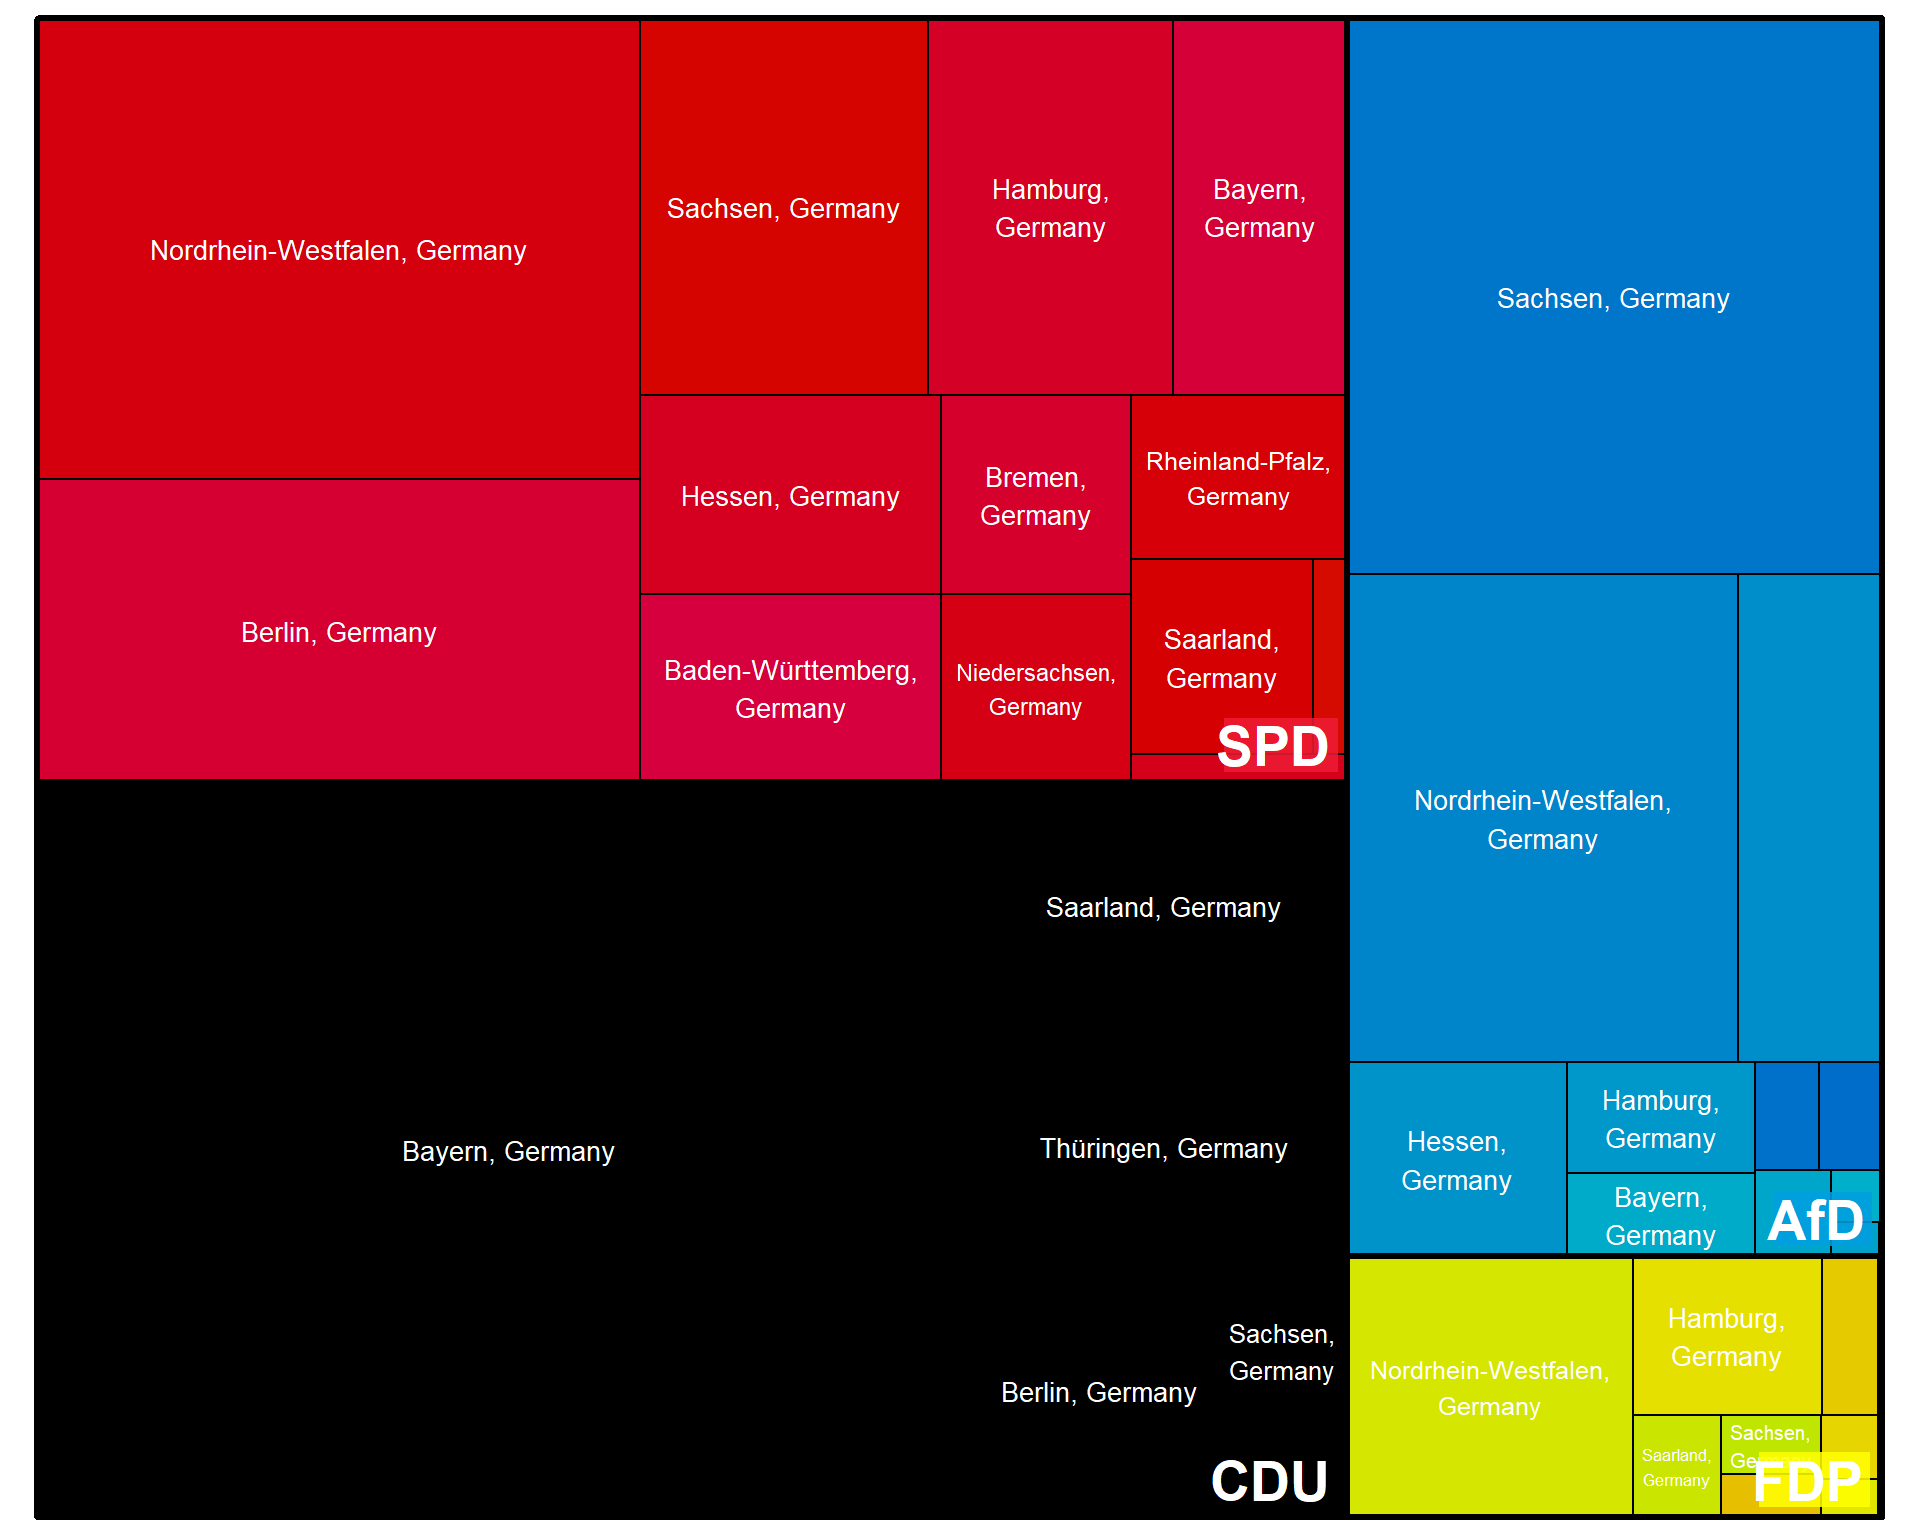 Nordrhein-Westfalen, Germany
Berlin, Germany
Sachsen, Germany
Hamburg,
Germany
Bayern,
Germany
Hessen, Germany
Bremen,
Germany
Rheinland-Pfalz,
Germany
Baden-Württemberg,
Germany
Niedersachsen,
Germany
Saarland,
Germany
SPD
Bayern, Germany
Saarland, Germany
Thüringen, Germany
Berlin, Germany
Sachsen,
Germany
CDU
Sachsen, Germany
Nordrhein-Westfalen,
Germany
Hessen,
Germany
Hamburg,
Germany
Bayern,
Germany
AfD
Nordrhein-Westfalen,
Germany
Hamburg,
Germany
Saarland,
Germany
Sachsen,
FDP